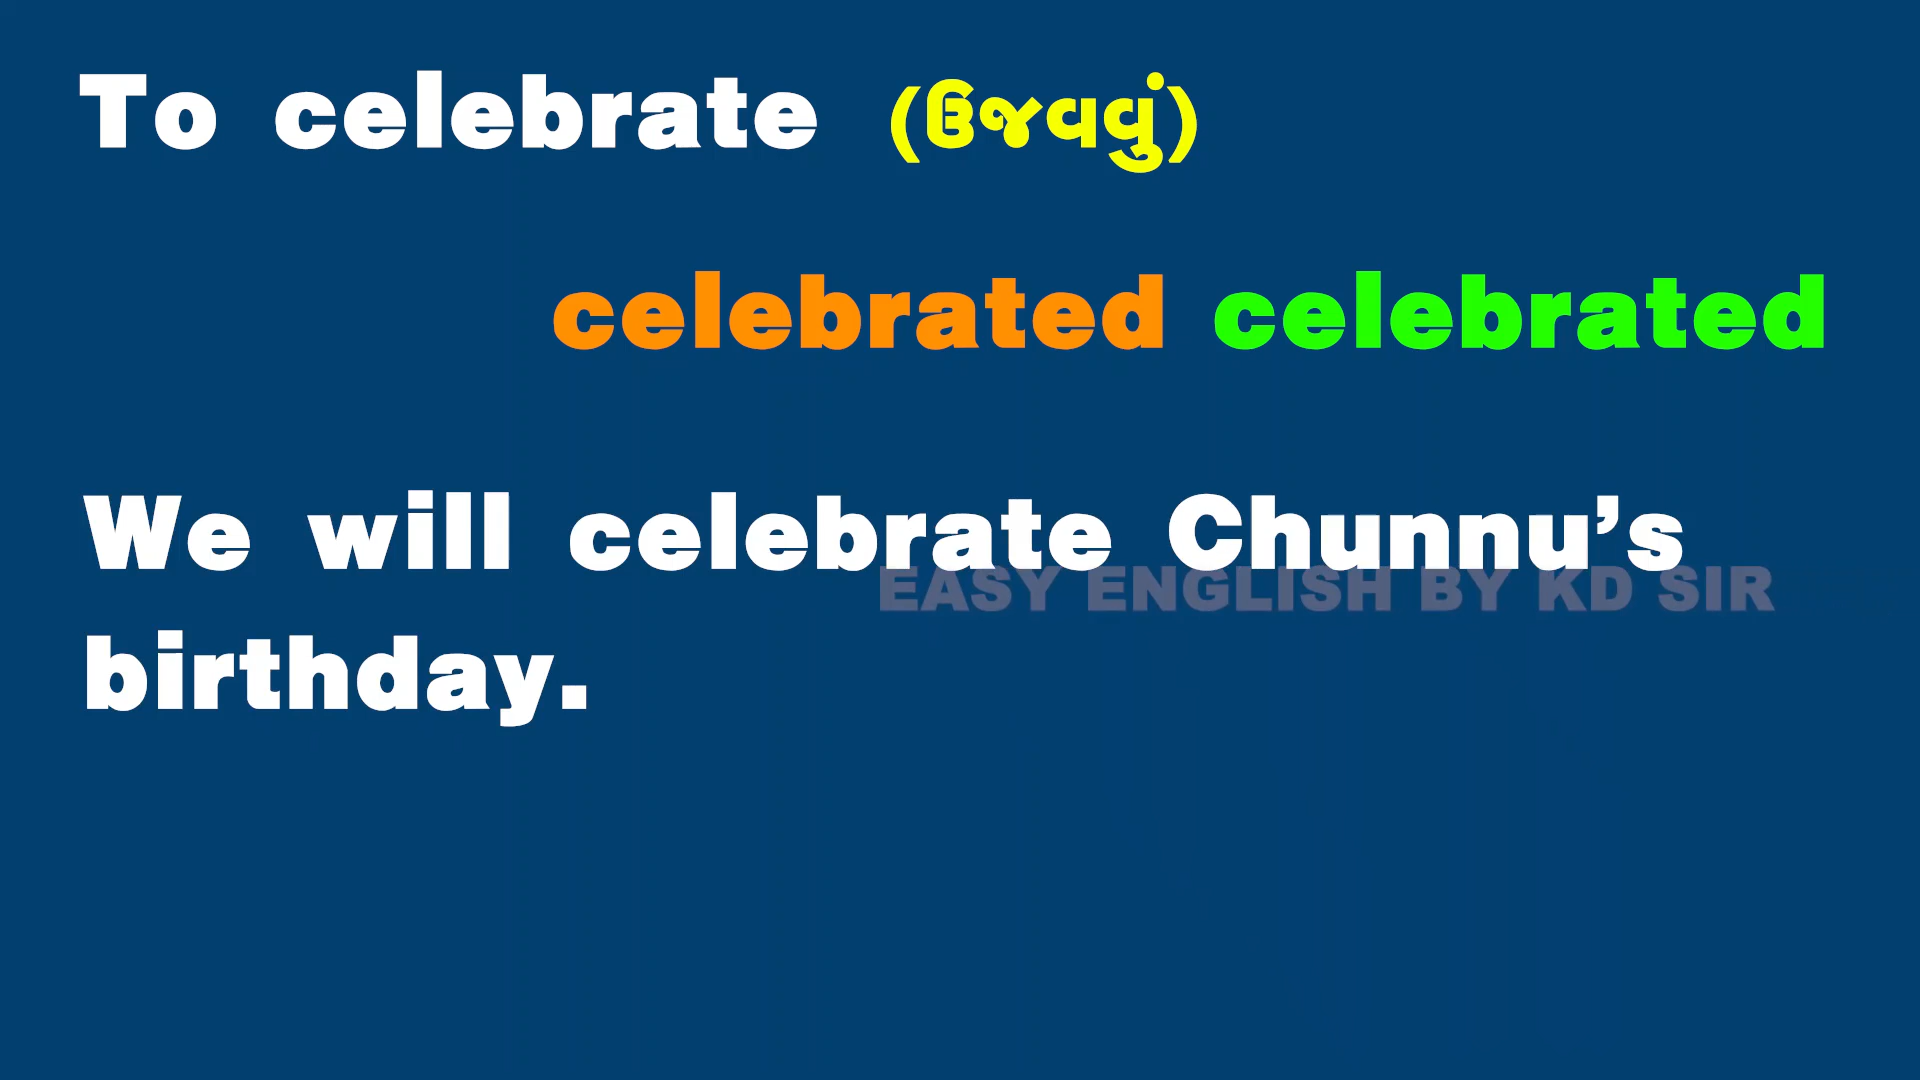 To celebrate (ઉજવવું)
celebrated celebrated
We will celebrate Chunnu’s
EASY ENGLISH BY KD SIR
birthday.